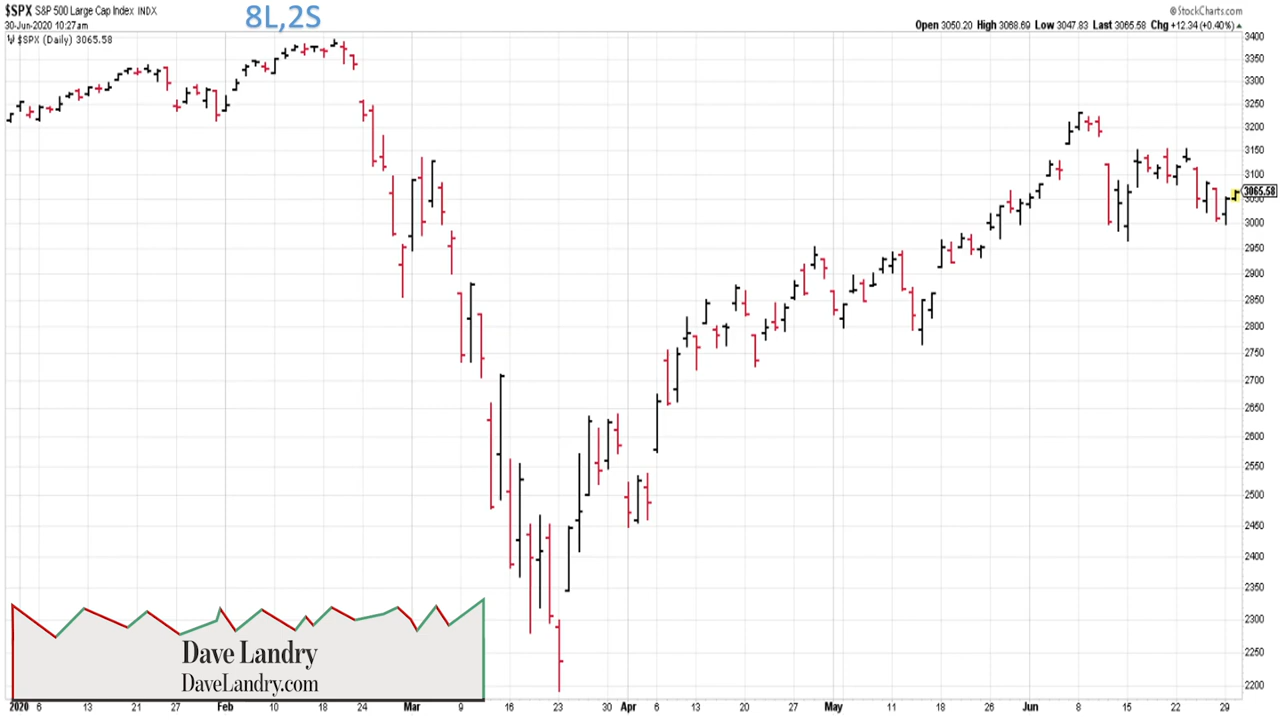 $SPX S&P 500 Large Cap Index INDX
8L,2S
© StockCharts.com
30-Jun-2020 10:27am
Open 3050.20 High 3068.69 Low 3047.83 Last 3065.58 Chg +12.34 (+0.40%)
$SPX (Daily) 3065.58
3400
3350
3300
3250
3200
3150
3100
3065.58
3050
3000
2950
2900
2850
2800
2750
2700
2650
2600
2550
2500
2450
2400
2350
2300
2250
2200
Dave Landry
DaveLandry.com
2020 6 13 21 27 Feb 10 18 24 Mar 9 16 23 30 Apr 6 13 20 27 May 11 18 26 Jun 8 15 22 29